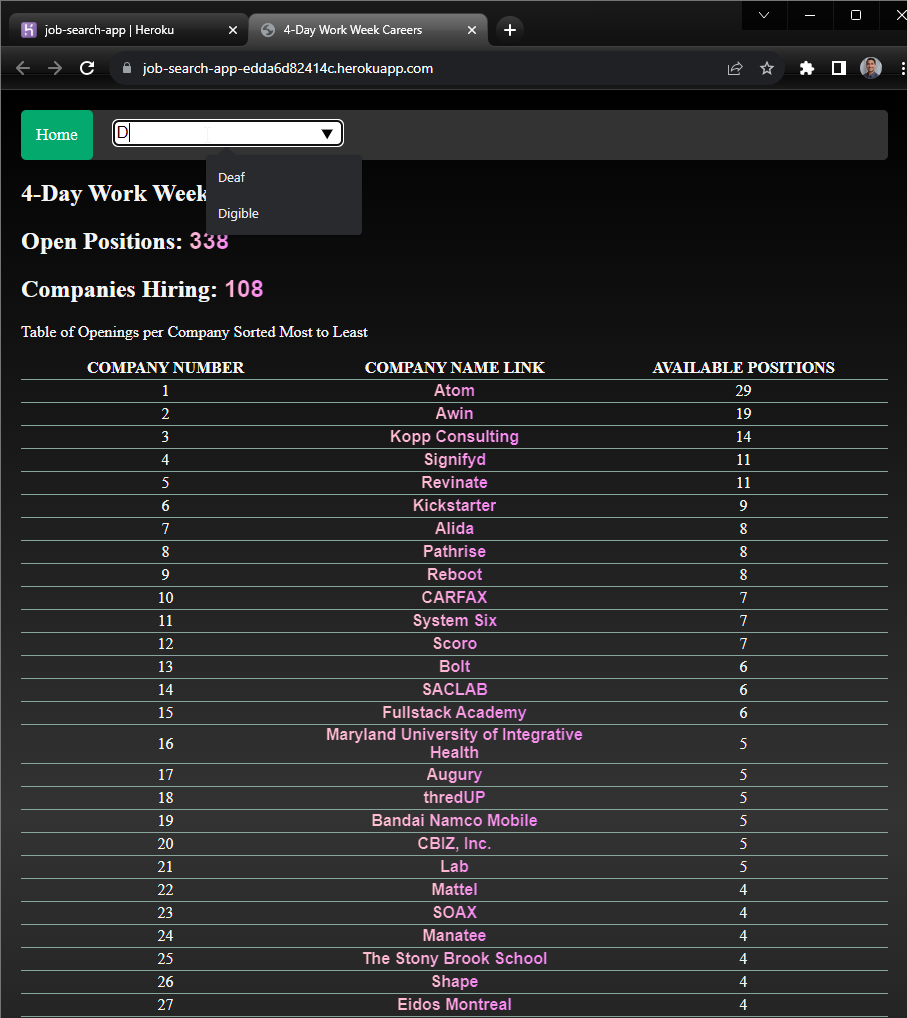 job-search-app | Heroku
4-Day Work Week Careers
job-search-app-edda6d82414c.herokuapp.com
Home
D
Deaf
Digible
4-Day Work Week
Open Positions: 338
Companies Hiring: 108
Table of Openings per Company Sorted Most to Least
COMPANY NUMBER COMPANY NAME LINK AVAILABLE POSITIONS
1 Atom 29
2 Awin 19
3 Kopp Consulting 14
4 Signifyd 11
5 Revinate 11
6 Kickstarter 9
7 Alida 8
8 Pathrise 8
9 Reboot 8
10 CARFAX 7
11 System Six 7
12 Scoro 7
13 Bolt 6
14 SACLAB 6
15 Fullstack Academy 6
16 Maryland University of Integrative 5
Health
17 Augury 5
18 thredUP 5
19 Bandai Namco Mobile 5
20 CBIZ, Inc. 5
21 Lab 5
22 Mattel 4
23 SOAX 4
24 Manatee 4
25 The Stony Brook School 4
26 Shape 4
27 Eidos Montreal 4